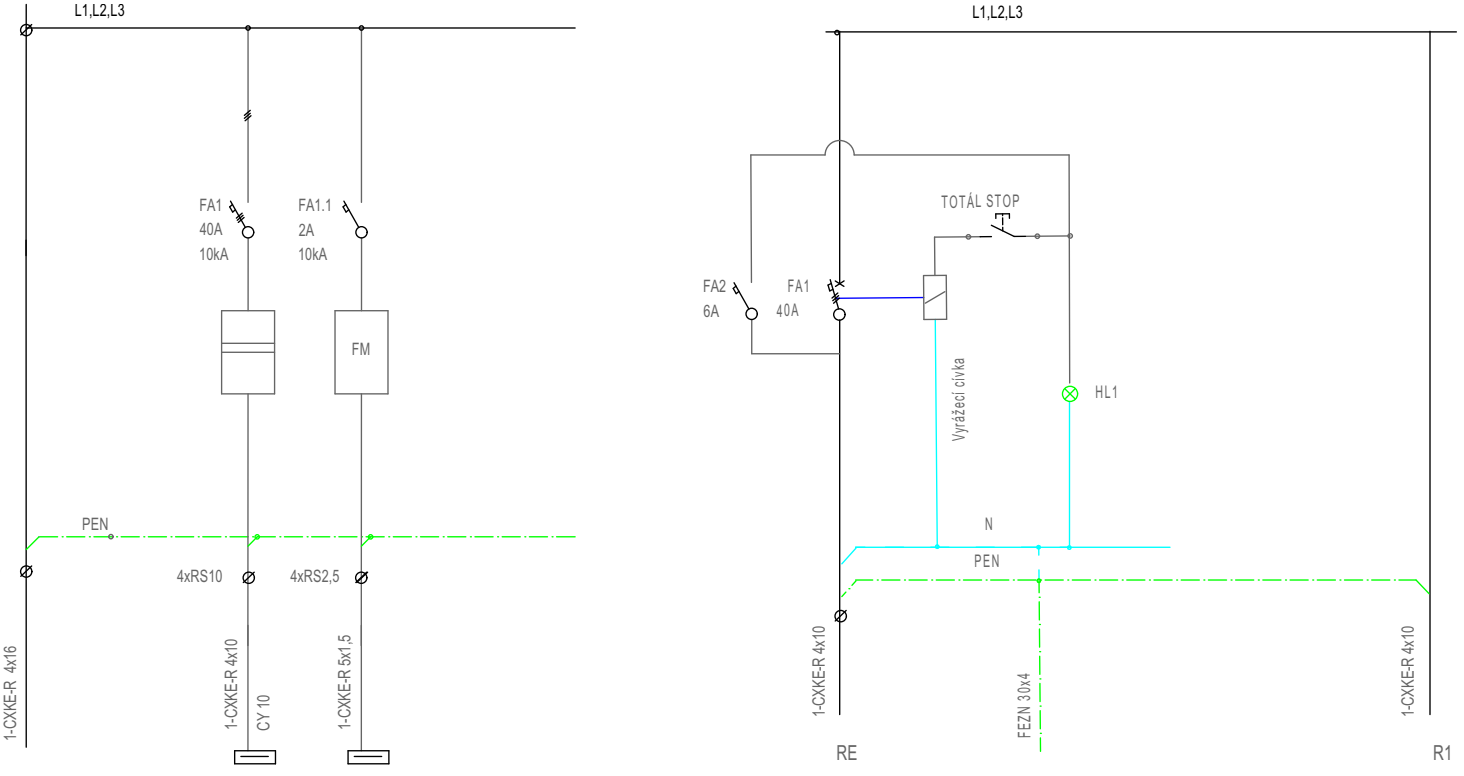 L1,L2,L3
FA1
40A
10kA
FA1.1
2A
10kA
FM
PEN
4xRS10
4xRS2,5
1-CXKE-R 4x16
1-CXKE-R 4x10
CY 10
1-CXKE-R 5x1,5
L1,L2,L3
TOTÁL STOP
FA2
6A
FA1
40A
Vyrážecí cívka
HL1
N
PEN
1-CXKE-R 4x10
FEZN 30x4
1-CXKE-R 4x10
RE
R1